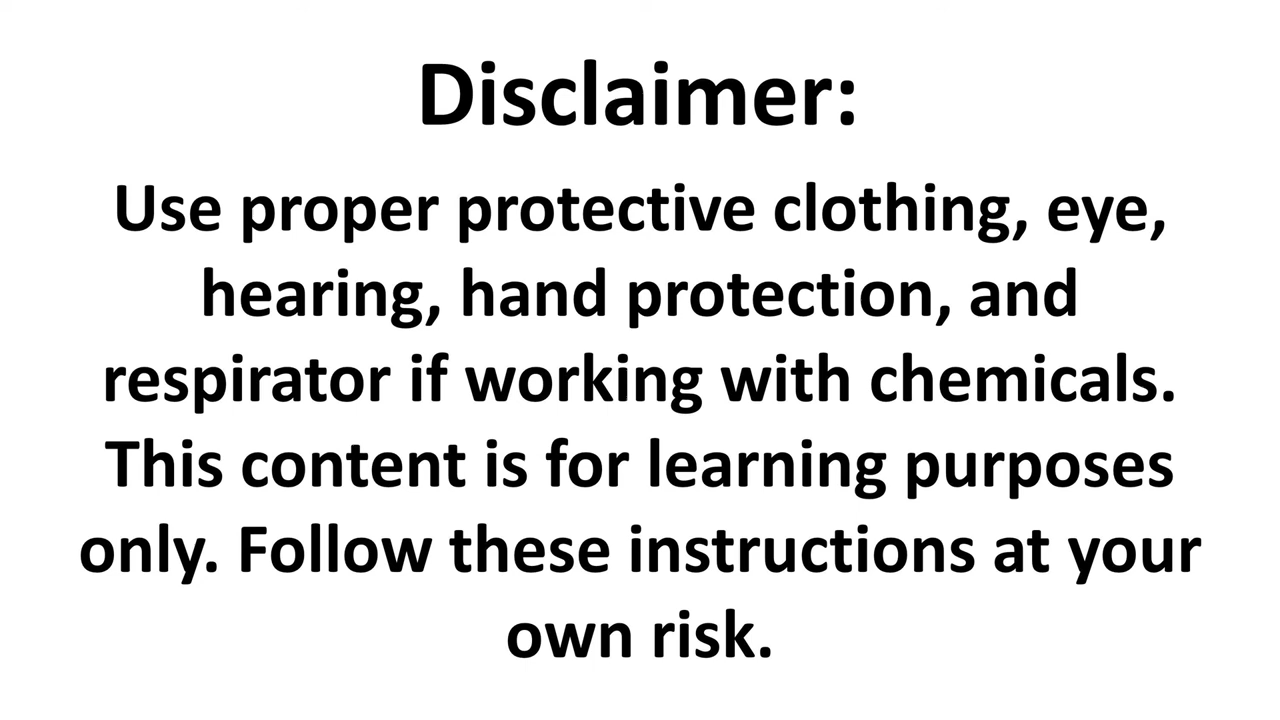 Disclaimer:
Use proper protective clothing, eye,
hearing, hand protection, and
respirator if working with chemicals.
This content is for learning purposes
only. Follow these instructions at your
own risk.